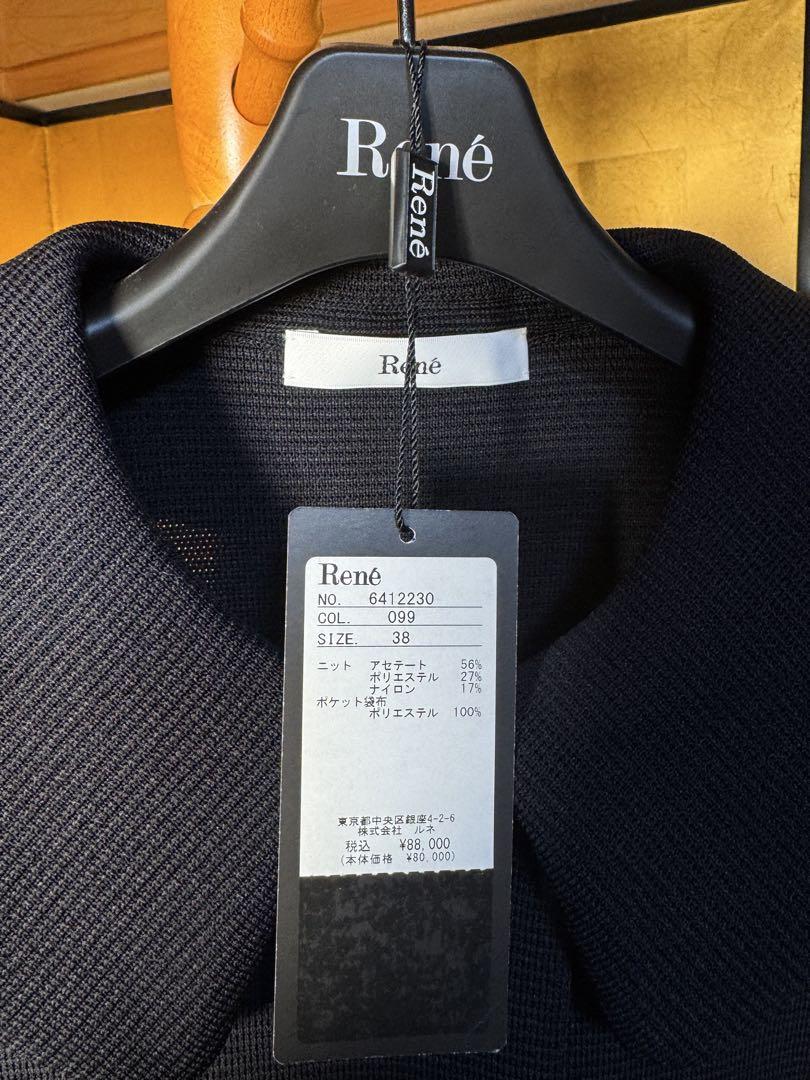 René
René
René
René
NO. 6412230
COL. 099
SIZE. 38
ニット アセテート 56%
ポリエステル 27%
ナイロン 17%
ポケット袋布
ポリエステル 100%
東京都中央区銀座4-2-6
株式会社 ルネ
税込 ¥88,000
(本体価格 ¥80,000)